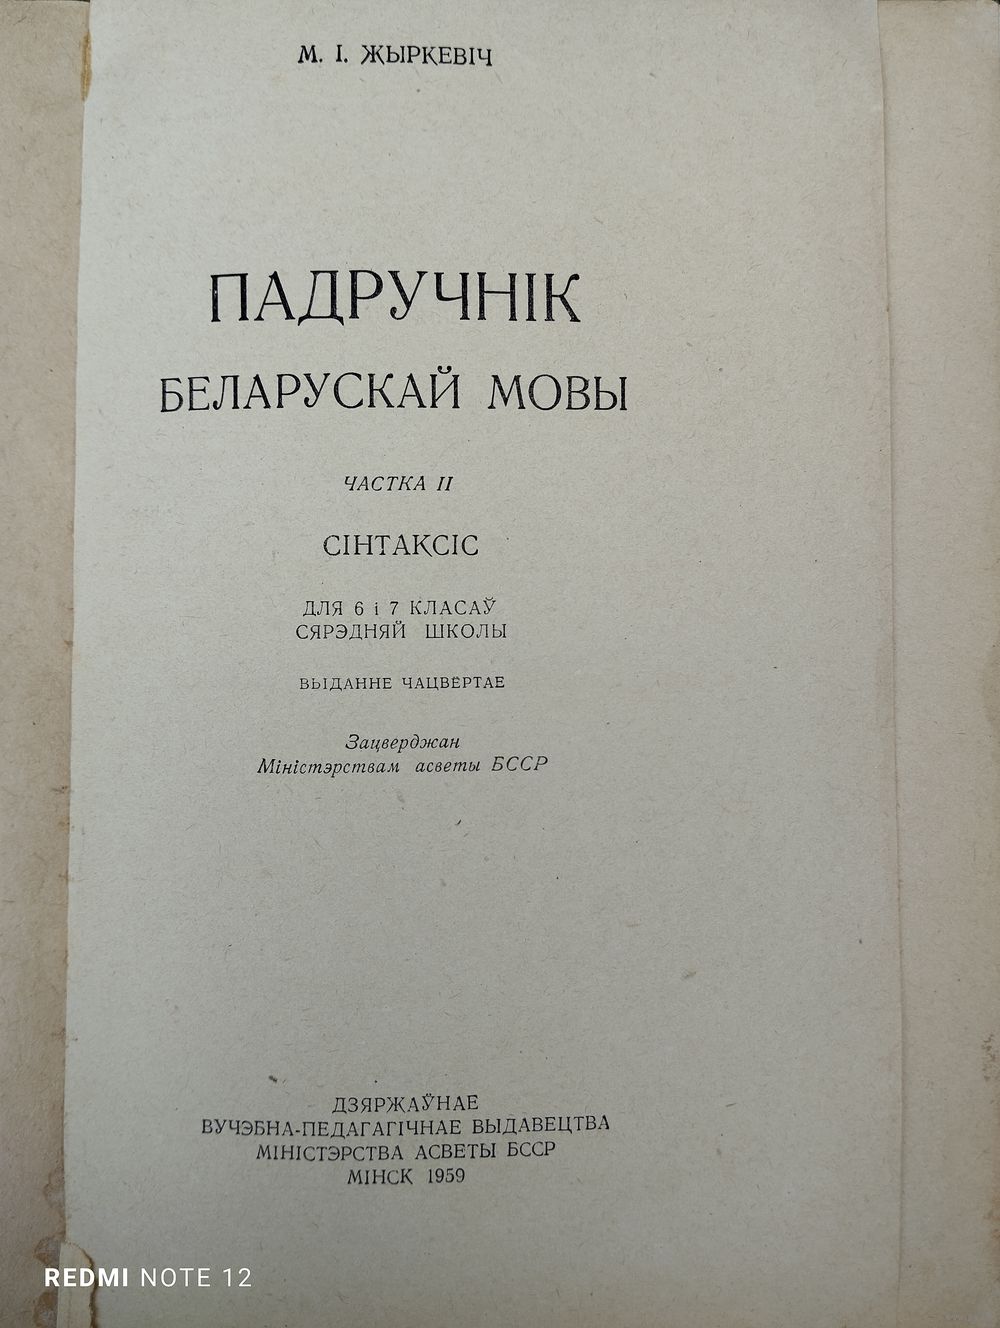 М. І. ЖЫРКЕВІЧ
ПАДРУЧНІК
БЕЛАРУСКАЙ МОВЫ
ЧАСТКА II
СІНТАКСІС
ДЛЯ 6 і 7 КЛАСАЎ
СЯРЭДНЯЙ ШКОЛЫ
ВЫДАННЕ ЧАЦВЁРТАЕ
Зацверджан
Міністэрствам асветы БССР
ДЗЯРЖАЎНАЕ
ВУЧЭБНА-ПЕДАГАГІЧНАЕ ВЫДАВЕЦТВА
МІНІСТЭРСТВА АСВЕТЫ БССР
МІНСК 1959
REDMI NOTE 12